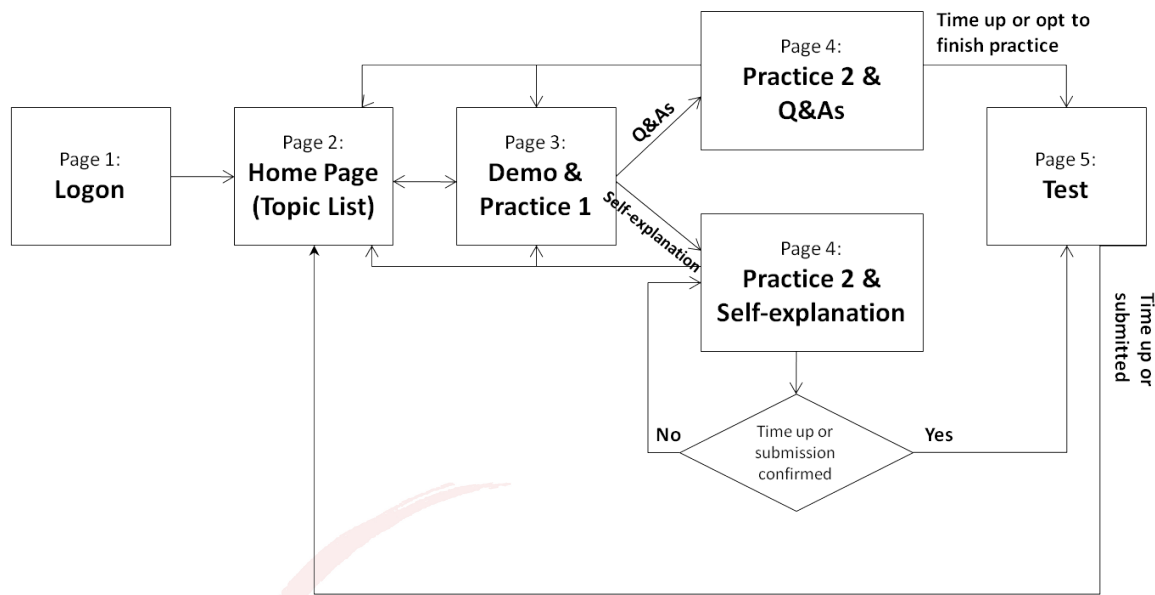 Page 1:
Logon
Page 2:
Home Page
(Topic List)
Page 3:
Demo &
Practice 1
Q&As
Self-explanation
Page 4:
Practice 2 &
Q&As
Time up or opt to
finish practice
Page 4:
Practice 2 &
Self-explanation
Time up or
submission
confirmed
No
Yes
Page 5:
Test
Time up or
submitted